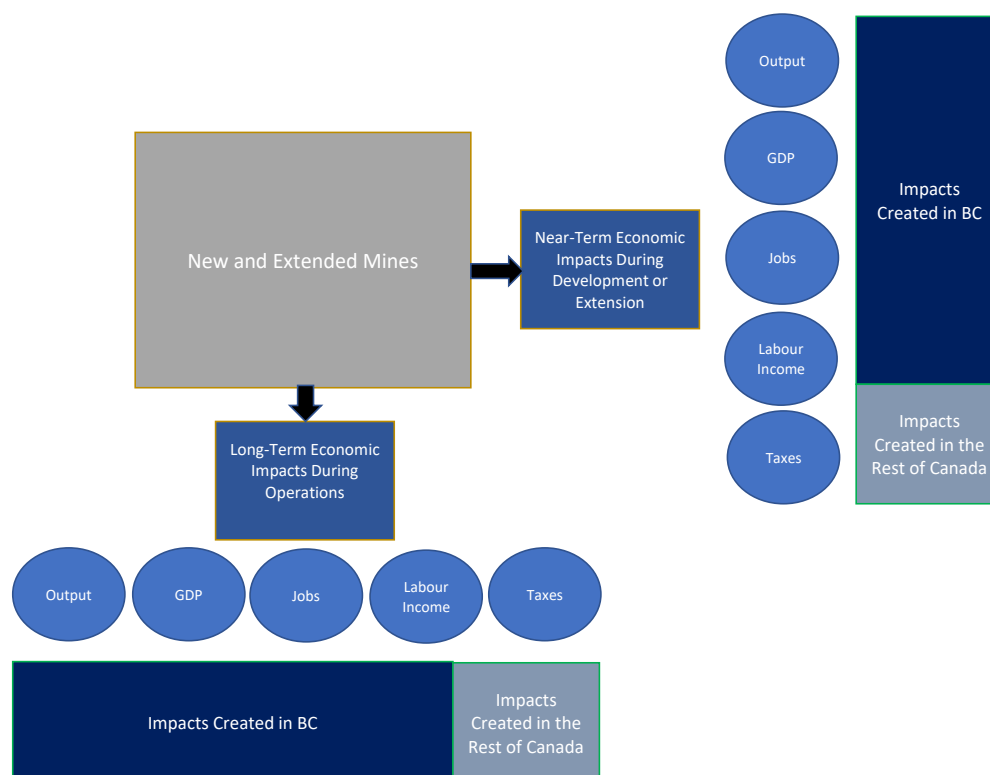 New and Extended Mines
Near-Term Economic
Impacts During
Development or
Extension
Output
GDP
Jobs
Labour
Income
Taxes
Impacts
Created in BC
Impacts
Created in the
Rest of Canada
Long-Term Economic
Impacts During
Operations
Output
GDP
Jobs
Labour
Income
Taxes
Impacts Created in BC
Impacts
Created in the
Rest of Canada